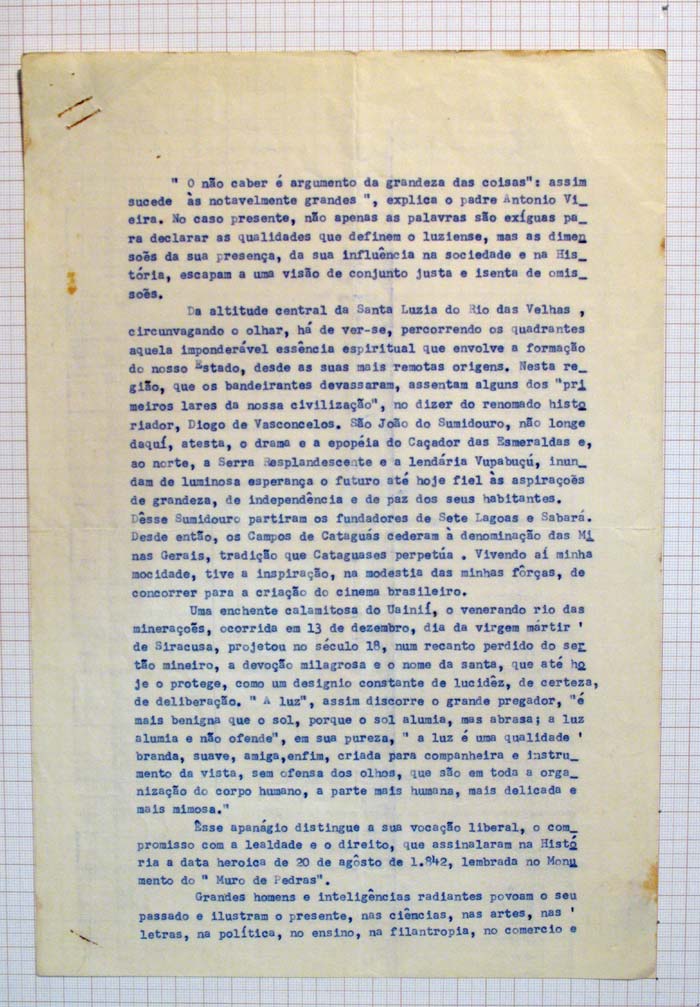 " O não caber é argumento da grandeza das coisas": assim
sucede às notavelmente grandes ", explica o padre Antonio Vi_
eira. No caso presente, não apenas as palavras são exíguas pa_
ra declarar as qualidades que definem o luziense, mas as dimen
soẽs da sua presença, da sua influência na sociedade e na His_
tória, escapam a uma visão de conjunto justa e isenta de omis_
soẽs.
Da altitude central da Santa Luzia do Rio das Velhas ,
circunvagando o olhar, há de ver-se, percorrendo os quadrantes
aquela imponderável essência espiritual que envolve a formação
do nosso Estado, desde as suas mais remotas origens. Nesta re_
gião, que os bandeirantes devassaram, assentam alguns dos "pri
meiros lares da nossa civilização", no dizer do renomado histo
riador, Diogo de Vasconcelos. São João do Sumidouro, não longe
daquí, atesta, o drama e a epopéia do Caçador das Esmeraldas e,
ao norte, a Serra Resplandescente e a lendária Vupabuçú, inun_
dam de luminosa esperança o futuro até hoje fiel às aspiraçoẽs
de grandeza, de independência e de páz dos seus habitantes.
Dêsse Sumidouro partiram os fundadores de Sete Lagoas e Sabará.
Desde então, os Campos de Cataguás cederam à denominação das Mi
nas Gerais, tradição que Cataguases perpetúa . Vivendo aí minha
mocidade, tive a inspiração, na modestia das minhas fôrças, de
concorrer para a criação do cinema brasileiro.
Uma enchente calamitosa do Uainií, o venerando rio das
mineraçoẽs, ocorrida em 13 de dezembro, dia da virgem mártir '
de Siracusa, projetou no século 18, num recanto perdido do ser
tão mineiro, a devoção milagrosa e o nome da santa, que até ho
je o protege, como um designio constante de lucidêz, de certeza,
de deliberação. " A luz", assim discorre o grande pregador, "é
mais benigna que o sol, porque o sol alumia, mas abrasa; a luz
alumia e não ofende", em sua pureza, " a luz é uma qualidade '
branda, suave, amiga,enfim, criada para companheira e instru_
mento da vista, sem ofensa dos olhos, que são em toda a orga_
nização do corpo humano, a parte mais humana, mais delicada e
mais mimosa."
Êsse apanágio distingue a sua vocação liberal, o com_
promisso com a lealdade e o direito, que assinalaram na Histó
ria a data heroica de 20 de agôsto de 1.842, lembrada no Monu
mento do " Muro de Pedras".
Grandes homens e inteligências radiantes povoam o seu
passado e ilustram o presente, nas ciências, nas artes, nas '
letras, na política, no ensino, na filantropia, no comercio e